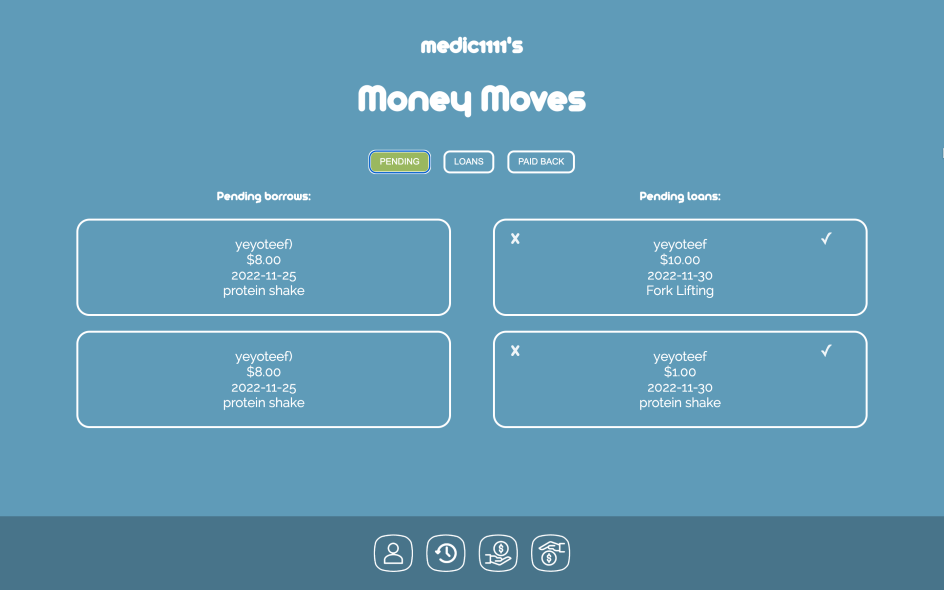 medic1111's
Money Moves
PENDING
LOANS
PAID BACK
Pending borrows:
yeyoteef)
$8.00
2022-11-25
protein shake
yeyoteef)
$8.00
2022-11-25
protein shake
Pending loans:
X
✓
yeyoteef
$10.00
2022-11-30
Fork Lifting
X
✓
yeyoteef
$1.00
2022-11-30
protein shake